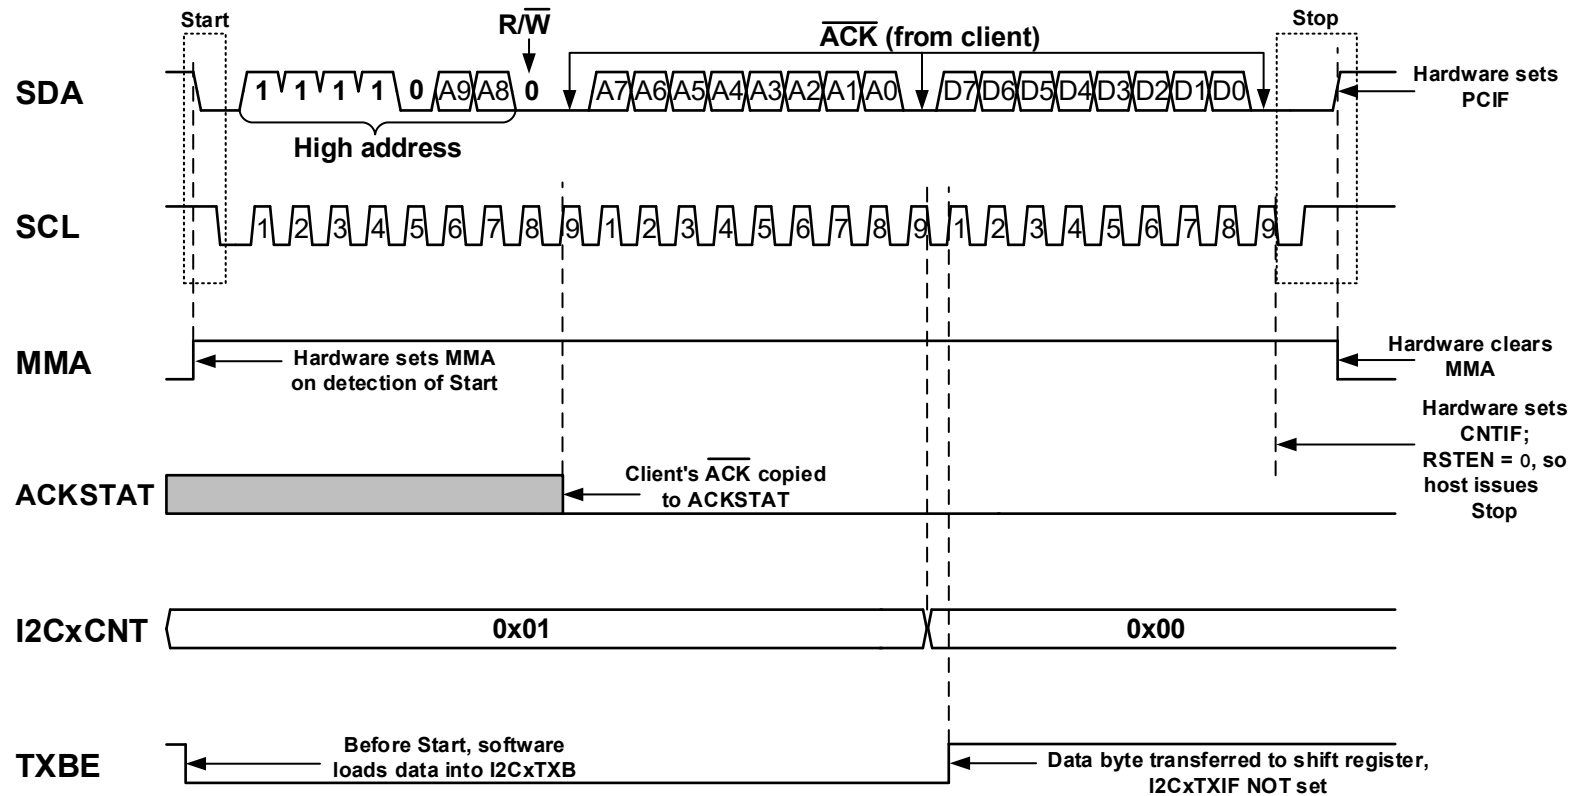 Start
Stop
R/W
ACK (from client)
SDA
1 1 1 1 0 A9 A8 0 A7 A6 A5 A4 A3 A2 A1 A0 D7 D6 D5 D4 D3 D2 D1 D0
Hardware sets
PCIF
High address
SCL
1 2 3 4 5 6 7 8 9 1 2 3 4 5 6 7 8 9 1 2 3 4 5 6 7 8 9
MMA
Hardware sets MMA
on detection of Start
Hardware clears
MMA
Hardware sets
CNTIF;
RSTEN = 0, so
host issues
Stop
ACKSTAT
Client's ACK copied
to ACKSTAT
I2CxCNT
0x01
0x00
TXBE
Before Start, software
loads data into I2CxTXB
Data byte transferred to shift register,
I2CxTXIF NOT set